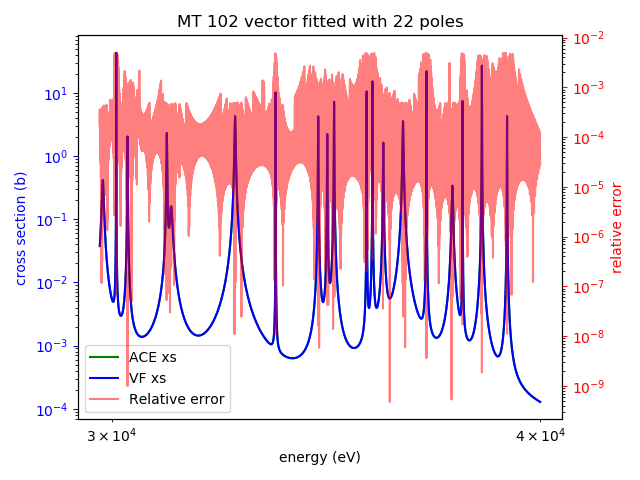 MT 102 vector fitted with 22 poles
10⁻²
10⁻³
10⁻⁴
10⁻⁵
10⁻⁶
10⁻⁷
10⁻⁸
10⁻⁹
relative error
10¹
10⁰
10⁻¹
10⁻²
10⁻³
10⁻⁴
cross section (b)
ACE xs
VF xs
Relative error
3 × 10⁴
4 × 10⁴
energy (eV)